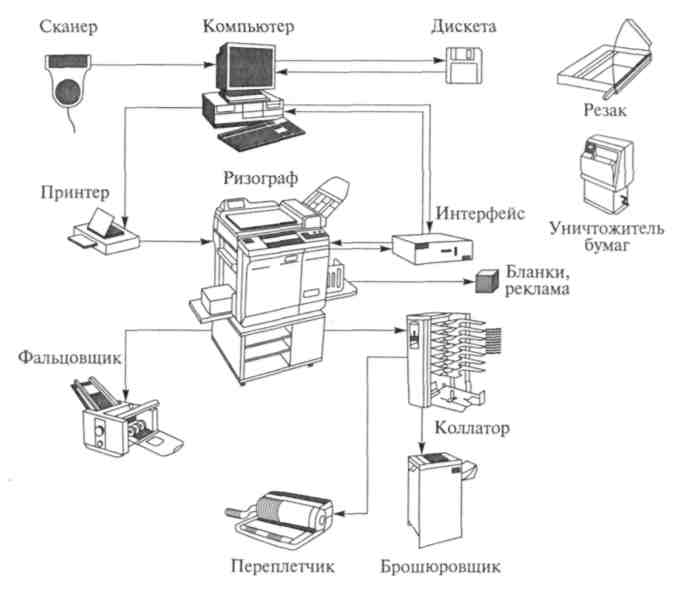 Сканер
Компьютер
Дискета
Резак
Принтер
Ризограф
Интерфейс
Уничтожитель
бумаг
Бланки,
реклама
Фальцовщик
Коллатор
Переплетчик
Брошюровщик